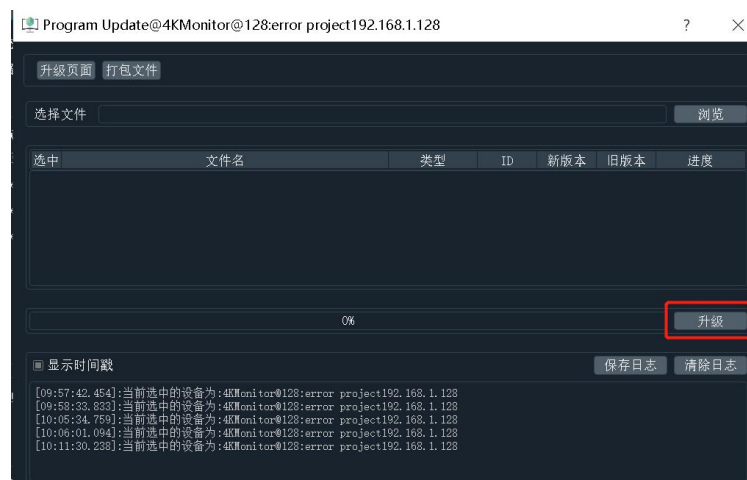 Program Update@4KMonitor@128:error project192.168.1.128
升级页面 打包文件
选择文件 浏览
选中 文件名 类型 ID 新版本 旧版本 进度
0% 升级
显示时间戳 保存日志 清除日志
[09:57:42.454]:当前选中的设备为:4KMonitor@128:error project192.168.1.128
[09:58:33.833]:当前选中的设备为:4KMonitor@128:error project192.168.1.128
[10:05:34.759]:当前选中的设备为:4KMonitor@128:error project192.168.1.128
[10:06:01.094]:当前选中的设备为:4KMonitor@128:error project192.168.1.128
[10:11:30.238]:当前选中的设备为:4KMonitor@128:error project192.168.1.128